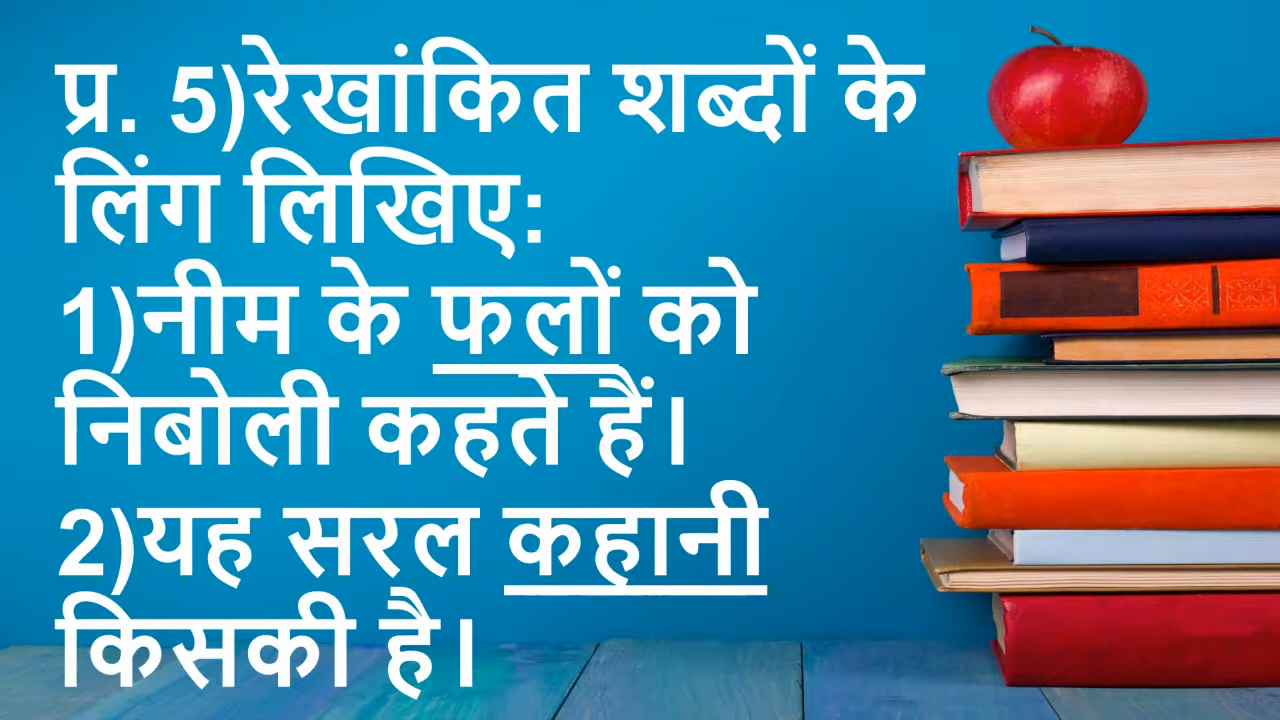 प्र. 5)रेखांकित शब्दों के
लिंग लिखिए:
1)नीम के फलों को
निबोली कहते हैं।
2)यह सरल कहानी
किसकी है।